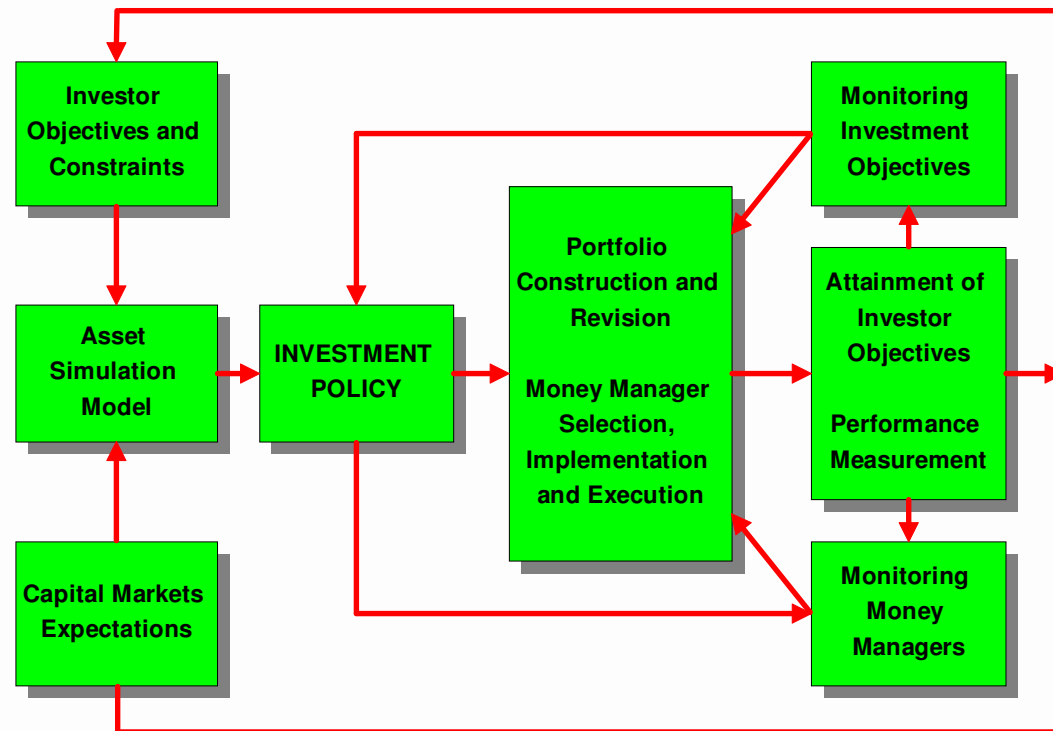 Investor
Objectives and
Constraints
Monitoring
Investment
Objectives
Portfolio
Construction and
Revision
Money Manager
Selection,
Implementation
and Execution
Attainment of
Investor
Objectives
Performance
Measurement
Asset
Simulation
Model
INVESTMENT
POLICY
Capital Markets
Expectations
Monitoring
Money
Managers